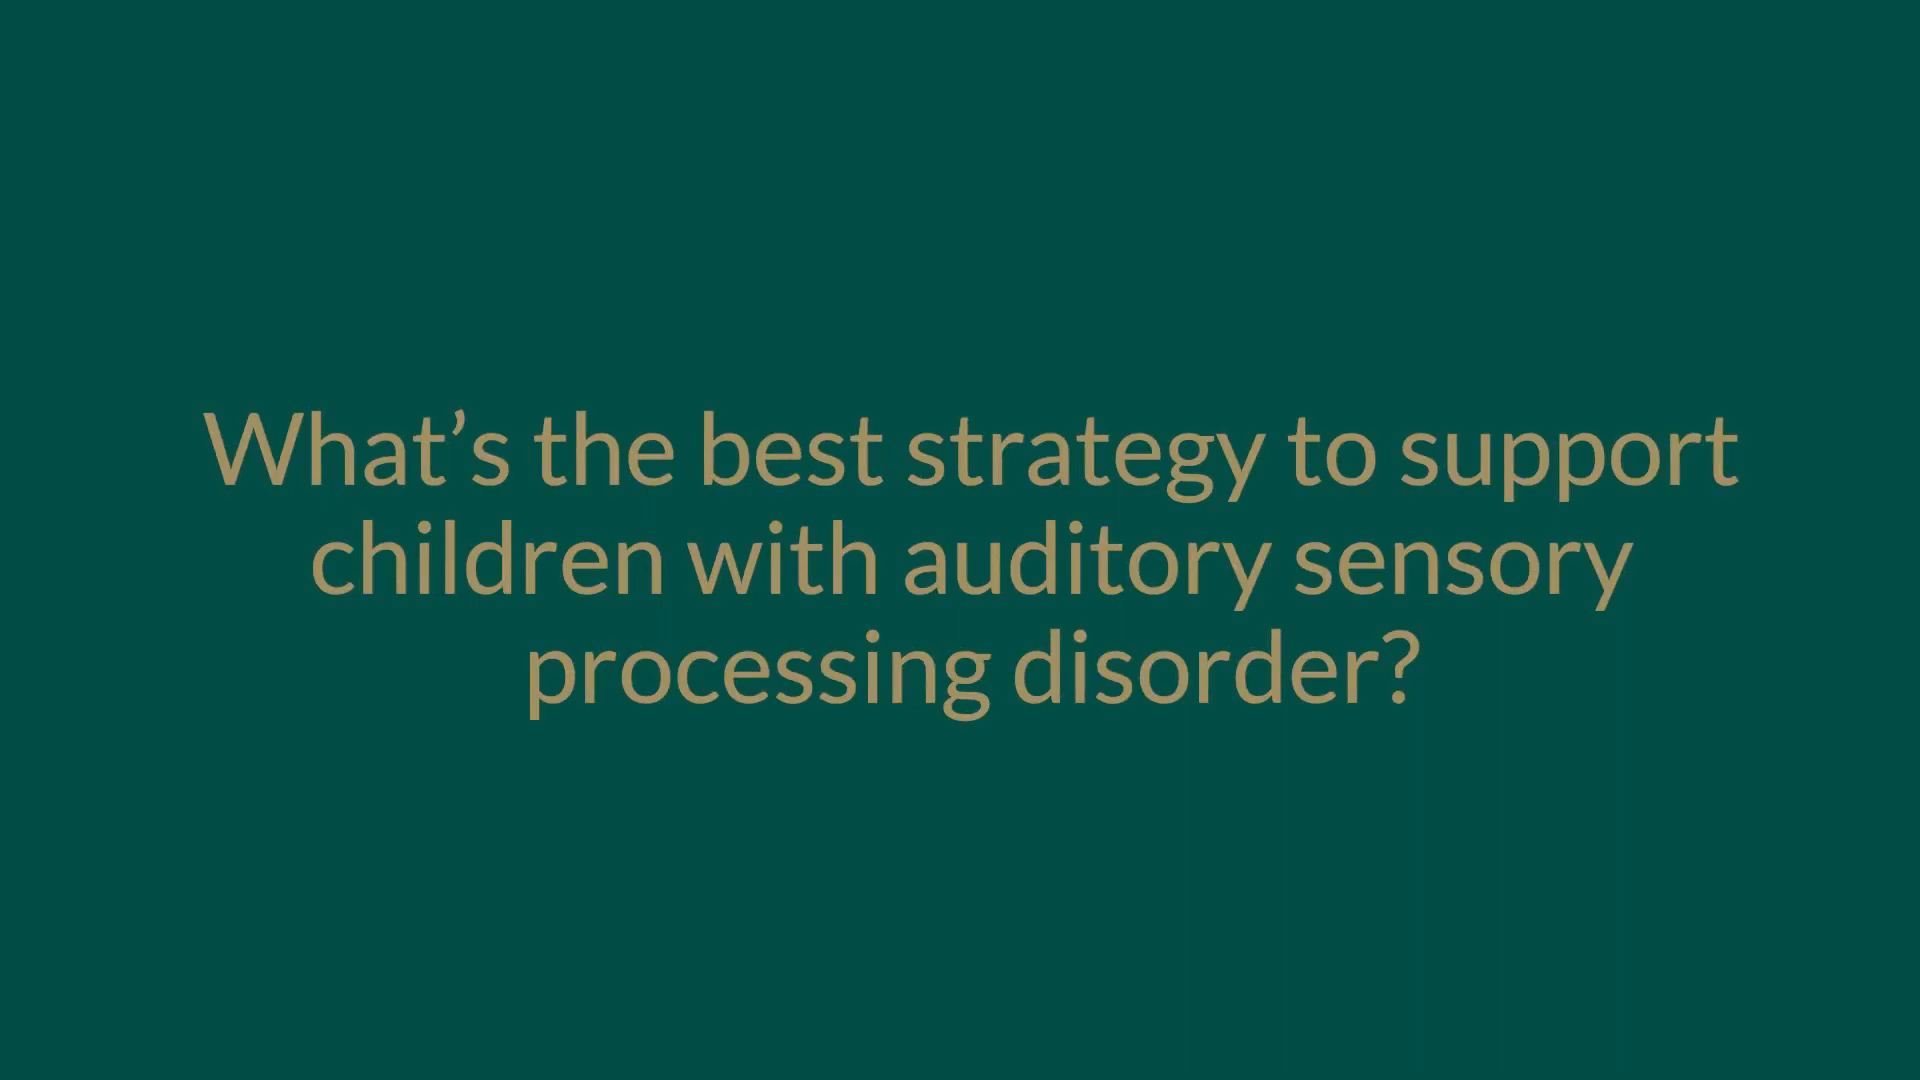 What’s the best strategy to support
children with auditory sensory
processing disorder?